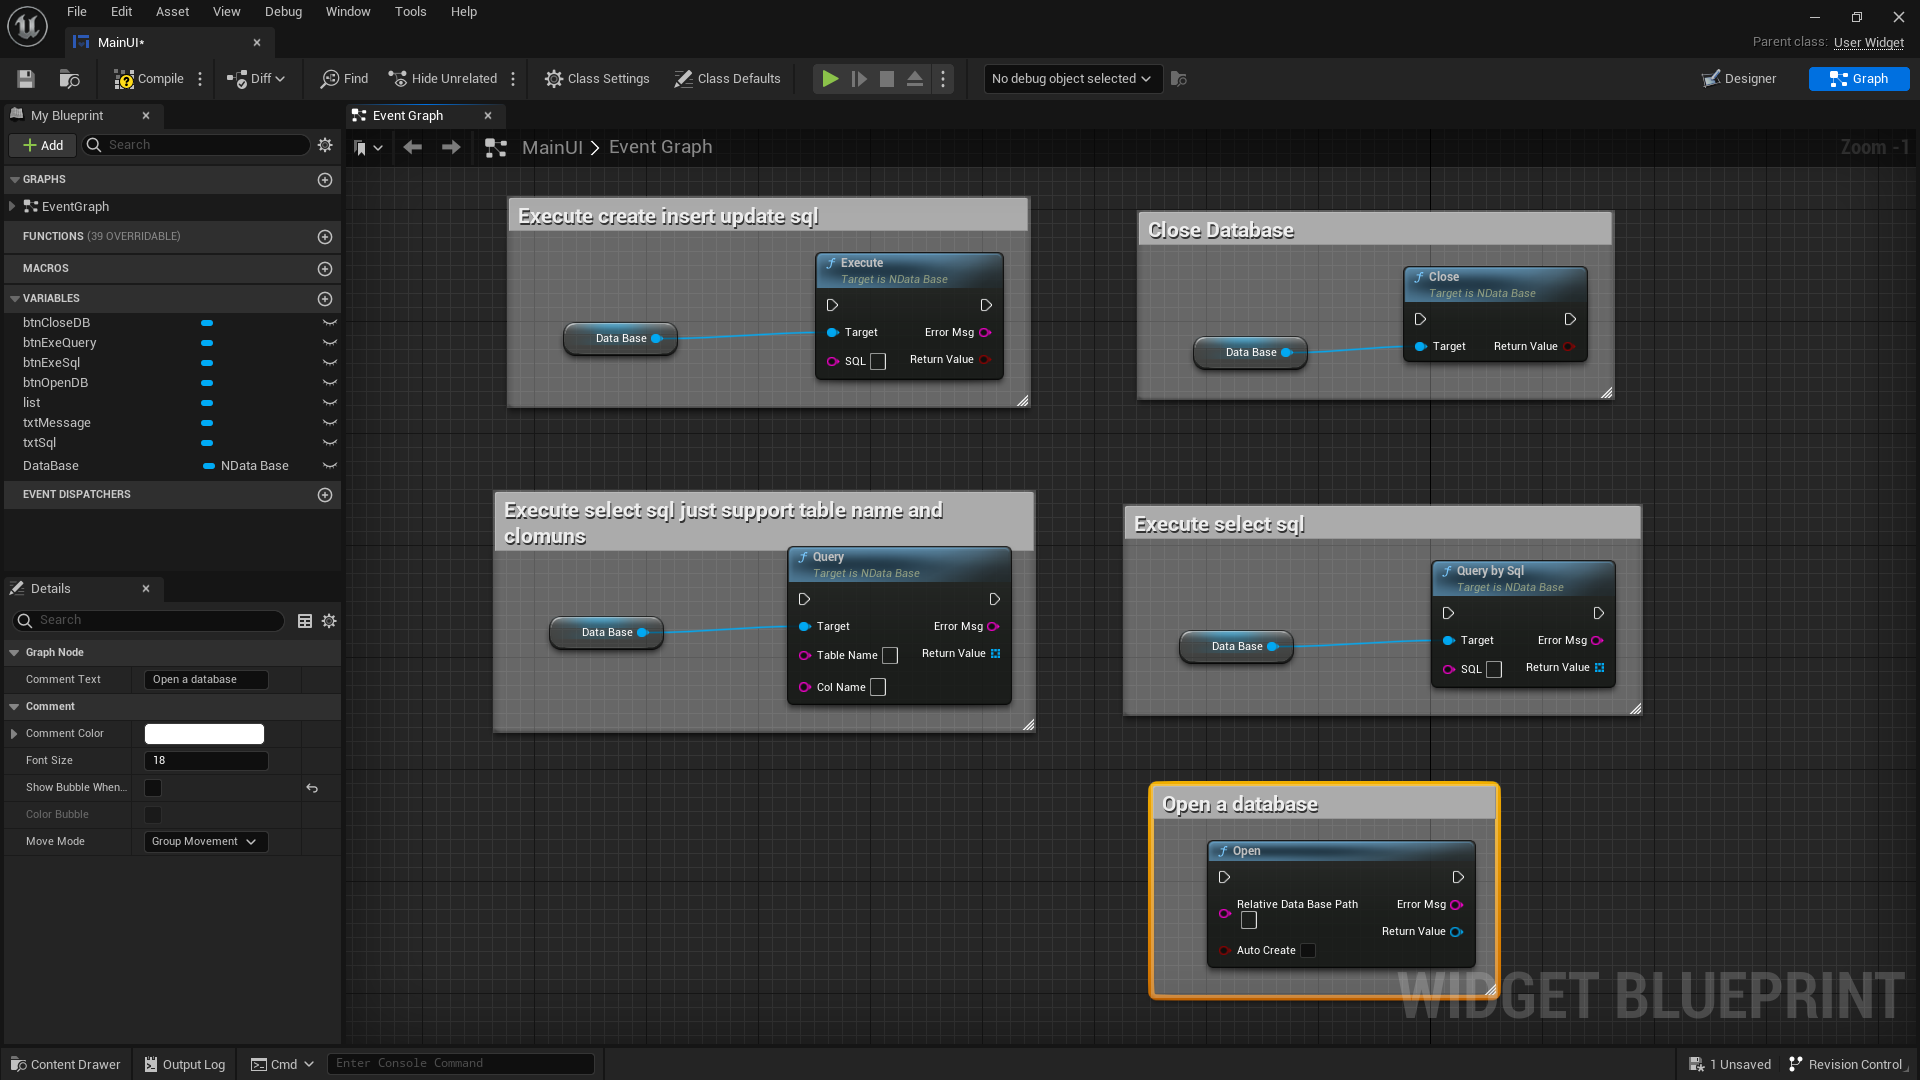 File Edit Asset View Debug Window Tools Help
MainUI*
Parent class: User Widget
Compile Diff Find Hide Unrelated Class Settings Class Defaults No debug object selected Designer Graph
My Blueprint
Event Graph
Add Search
MainUI > Event Graph
Zoom -1
GRAPHS
EventGraph
FUNCTIONS (39 OVERRIDABLE)
MACROS
VARIABLES
btnCloseDB
btnExeQuery
btnExeSql
btnOpenDB
list
txtMessage
txtSql
DataBase NData Base
EVENT DISPATCHERS
Details
Search
Graph Node
Comment Text Open a database
Comment
Comment Color
Font Size 18
Show Bubble When...
Color Bubble
Move Mode Group Movement
Execute create insert update sql
f Execute
Target is NData Base
Data Base
Target Error Msg
SQL Return Value
Close Database
f Close
Target is NData Base
Data Base
Target Return Value
Execute select sql just support table name and
clomuns
f Query
Target is NData Base
Data Base
Target Error Msg
Table Name Return Value
Col Name
Execute select sql
f Query by Sql
Target is NData Base
Data Base
Target Error Msg
SQL Return Value
Open a database
f Open
Relative Data Base Path Error Msg
Return Value
Auto Create
WIDGET BLUEPRINT
Content Drawer Output Log Cmd Enter Console Command 1 Unsaved Revision Control